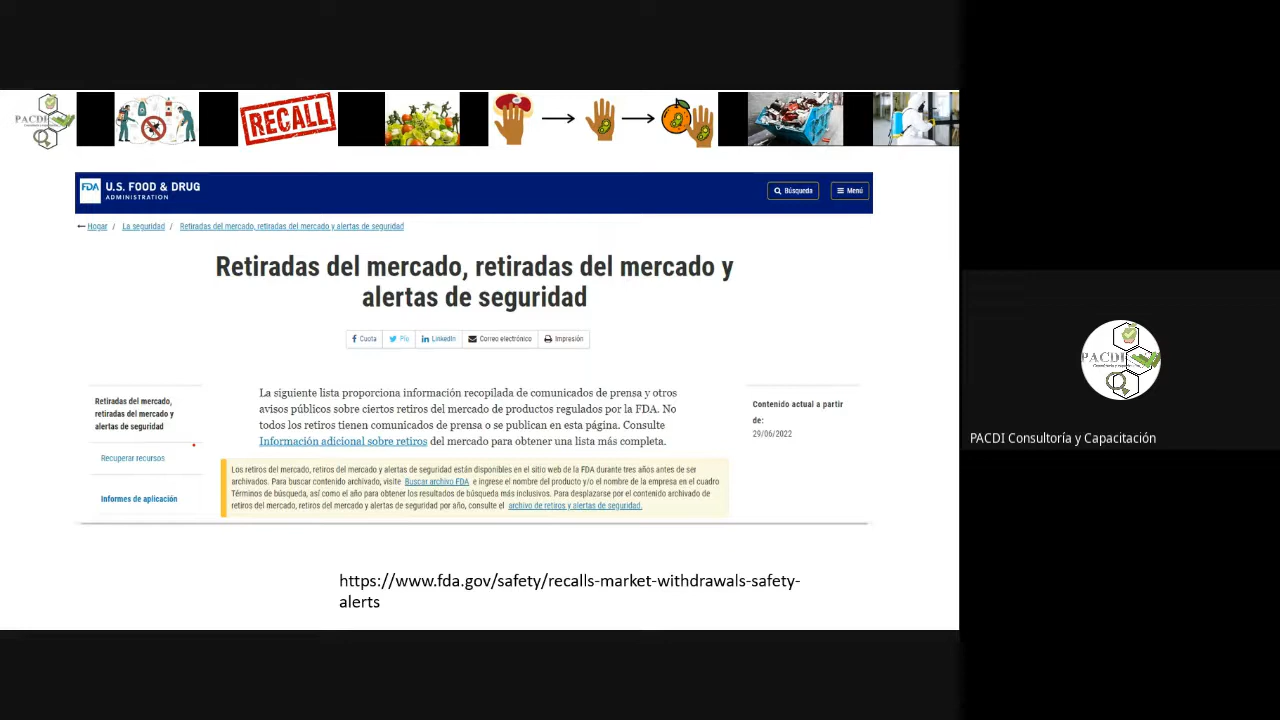 PACDI
RECALL
FDA U.S. FOOD & DRUG
ADMINISTRATION
Búsqueda
Menú
Hogar / La seguridad / Retiradas del mercado, retiradas del mercado y alertas de seguridad
Retiradas del mercado, retiradas del mercado y
alertas de seguridad
Cuota
Pío
LinkedIn
Correo electrónico
Impresión
Retiradas del mercado,
retiradas del mercado y
alertas de seguridad
Recuperar recursos
Informes de aplicación
La siguiente lista proporciona información recopilada de comunicados de prensa y otros
avisos públicos sobre ciertos retiros del mercado de productos regulados por la FDA. No
todos los retiros tienen comunicados de prensa o se publican en esta página. Consulte
Información adicional sobre retiros del mercado para obtener una lista más completa.
Los retiros del mercado, retiros del mercado y alertas de seguridad están disponibles en el sitio web de la FDA durante tres años antes de ser
archivados. Para buscar contenido archivado, visite Buscar archivo FDA e ingrese el nombre del producto y/o el nombre de la empresa en el cuadro
Términos de búsqueda, así como el año para obtener los resultados de búsqueda más inclusivos. Para desplazarse por el contenido archivado de
retiros del mercado, retiros del mercado y alertas de seguridad por año, consulte el archivo de retiros y alertas de seguridad.
Contenido actual a partir
de:
29/06/2022
https://www.fda.gov/safety/recalls-market-withdrawals-safety-
alerts
PACDI
PACDI Consultoría y Capacitación